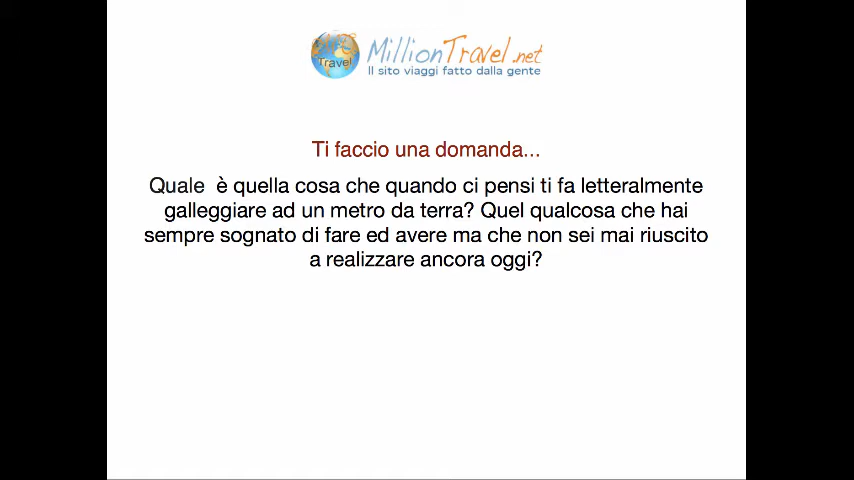 Travel
MillionTravel.net
Il sito viaggi fatto dalla gente
Ti faccio una domanda...
Quale  è quella cosa che quando ci pensi ti fa letteralmente
galleggiare ad un metro da terra? Quel qualcosa che hai
sempre sognato di fare ed avere ma che non sei mai riuscito
a realizzare ancora oggi?